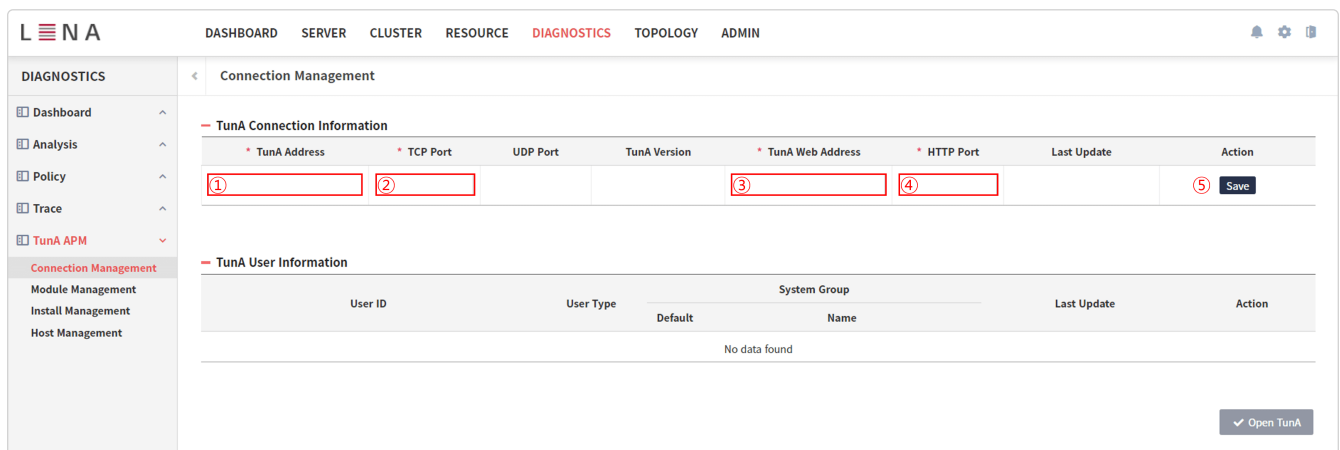 LENA
DASHBOARD SERVER CLUSTER RESOURCE DIAGNOSTICS TOPOLOGY ADMIN
DIAGNOSTICS
Connection Management
Dashboard
Analysis
Policy
Trace
TunA APM
Connection Management
Module Management
Install Management
Host Management
TunA Connection Information
* TunA Address * TCP Port UDP Port TunA Version * TunA Web Address * HTTP Port Last Update Action
① ② ③ ④ ⑤ Save
TunA User Information
User ID User Type System Group Last Update Action
Default Name
No data found
Open TunA